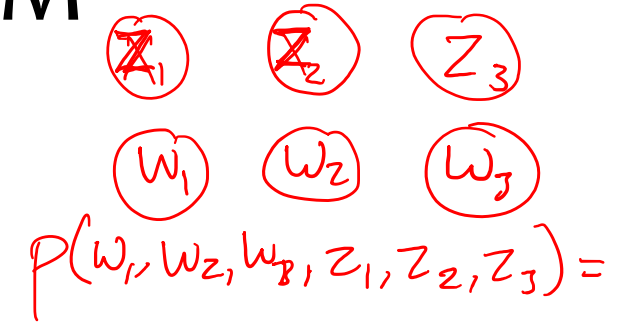 Z₁ Z₂ Z₃
W₁ W₂ W₃
P(W₁, W₂, W₃, Z₁, Z₂, Z₃) =